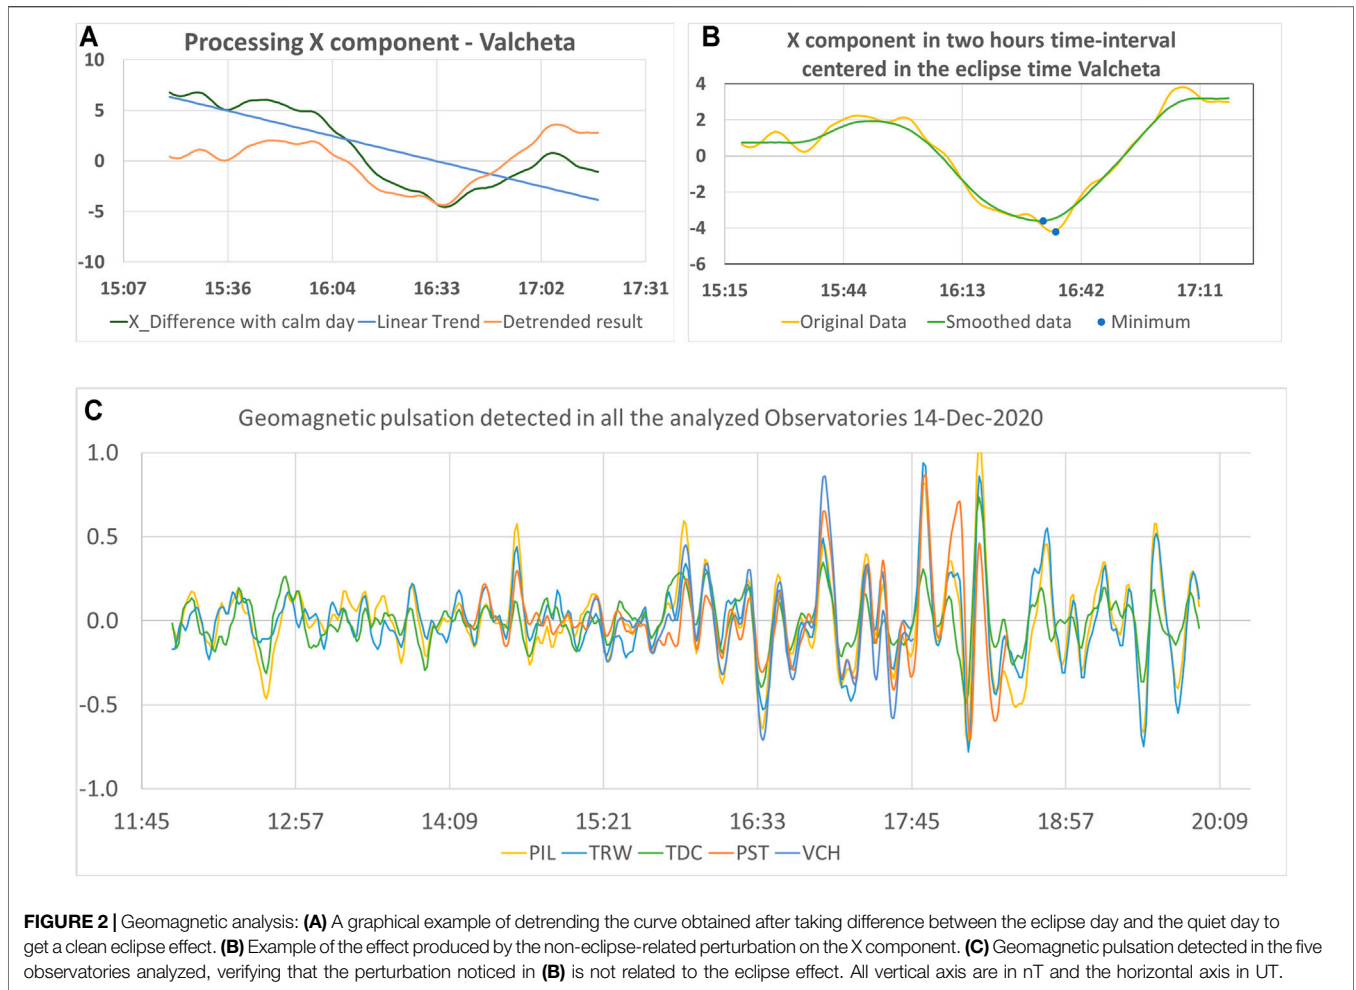 A
Processing X component - Valcheta
10
5
0
-5
-10
15:07 15:36 16:04 16:33 17:02 17:31
X_Difference with calm day Linear Trend Detrended result
B
X component in two hours time-interval
centered in the eclipse time Valcheta
4
2
0
-2
-4
-6
15:15 15:44 16:13 16:42 17:11
Original Data Smoothed data Minimum
C
Geomagnetic pulsation detected in all the analyzed Observatories 14-Dec-2020
1.0
0.5
0.0
-0.5
-1.0
11:45 12:57 14:09 15:21 16:33 17:45 18:57 20:09
PIL TRW TDC PST VCH
FIGURE 2 | Geomagnetic analysis: (A) A graphical example of detrending the curve obtained after taking difference between the eclipse day and the quiet day to
get a clean eclipse effect. (B) Example of the effect produced by the non-eclipse-related perturbation on the X component. (C) Geomagnetic pulsation detected in the five
observatories analyzed, verifying that the perturbation noticed in (B) is not related to the eclipse effect. All vertical axis are in nT and the horizontal axis in UT.